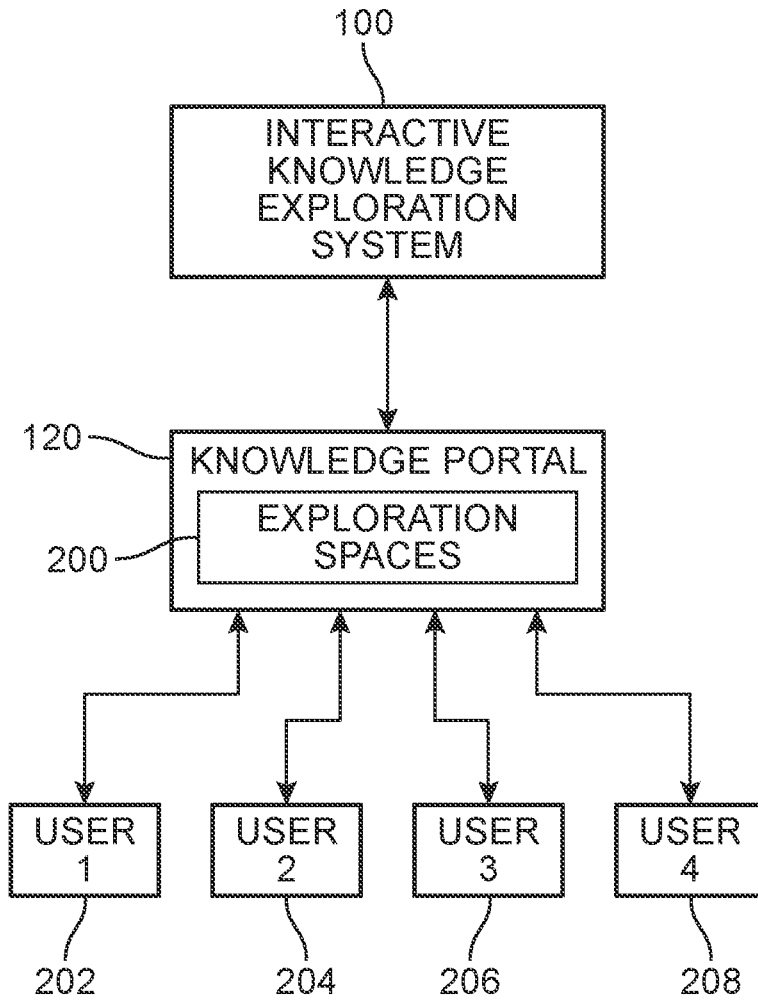 100
INTERACTIVE
KNOWLEDGE
EXPLORATION
SYSTEM
120
KNOWLEDGE PORTAL
200
EXPLORATION
SPACES
USER
1
USER
2
USER
3
USER
4
202
204
206
208